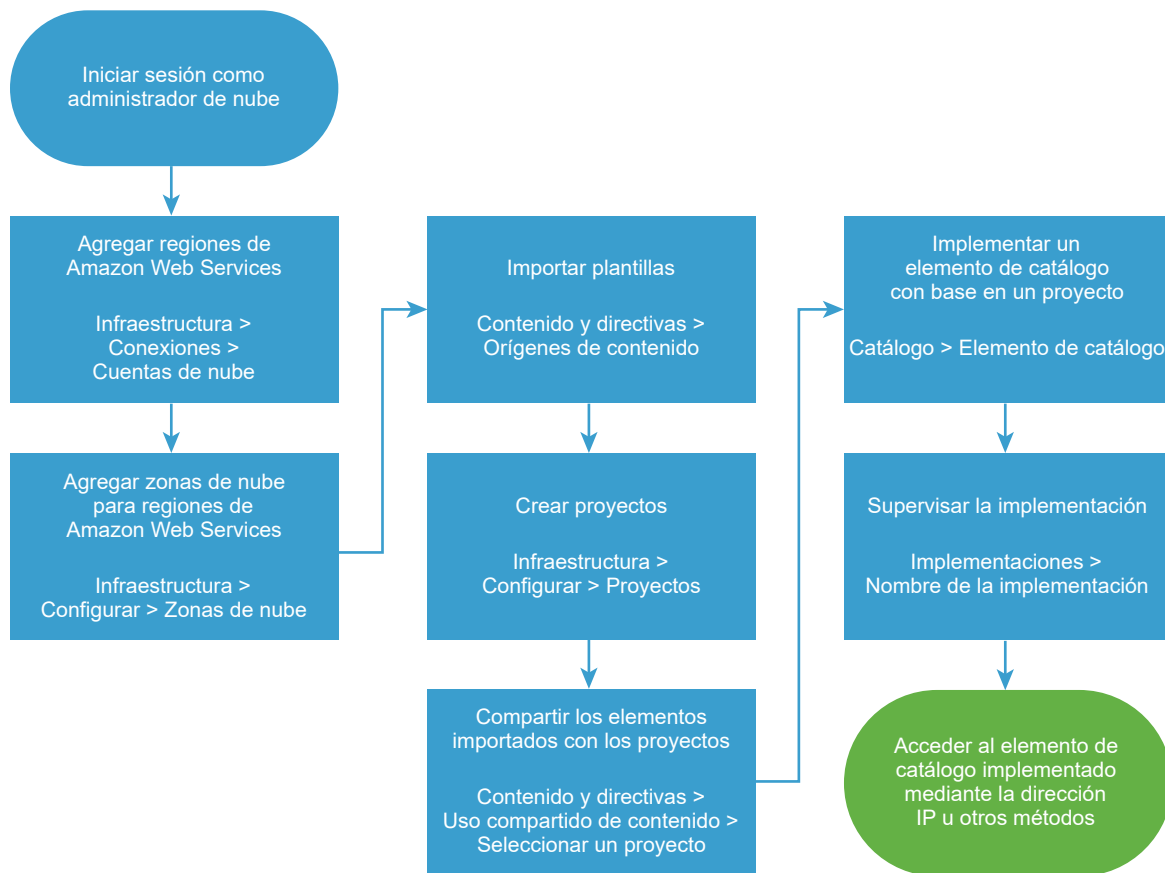 Iniciar sesión como
administrador de nube
Agregar regiones de
Amazon Web Services
Infraestructura >
Conexiones >
Cuentas de nube
Agregar zonas de nube
para regiones de
Amazon Web Services
Infraestructura >
Configurar > Zonas de nube
Importar plantillas
Contenido y directivas >
Orígenes de contenido
Crear proyectos
Infraestructura >
Configurar > Proyectos
Compartir los elementos
importados con los proyectos
Contenido y directivas >
Uso compartido de contenido >
Seleccionar un proyecto
Implementar un
elemento de catálogo
con base en un proyecto
Catálogo > Elemento de catálogo
Supervisar la implementación
Implementaciones >
Nombre de la implementación
Acceder al elemento de
catálogo implementado
mediante la dirección
IP u otros métodos